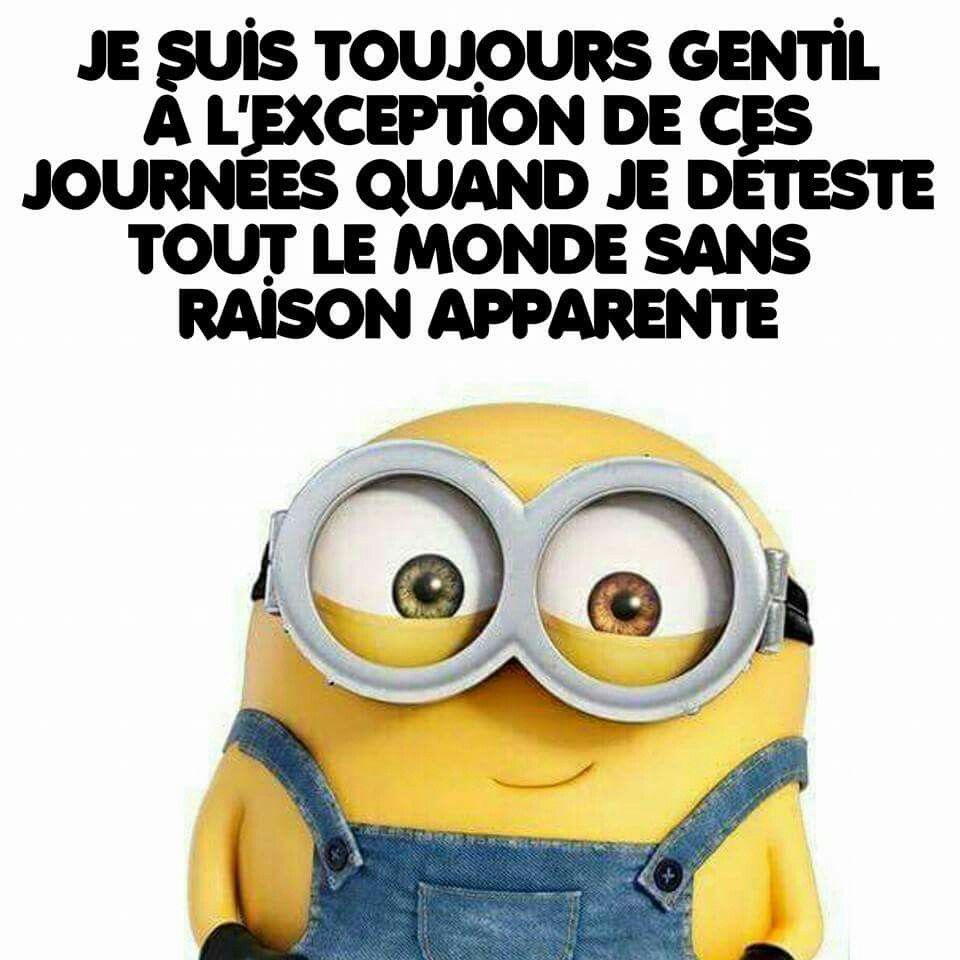 JE SUIS TOUJOURS GENTIL
À L'EXCEPTION DE CES
JOURNÉES QUAND JE DÉTESTE
TOUT LE MONDE SANS
RAISON APPARENTE